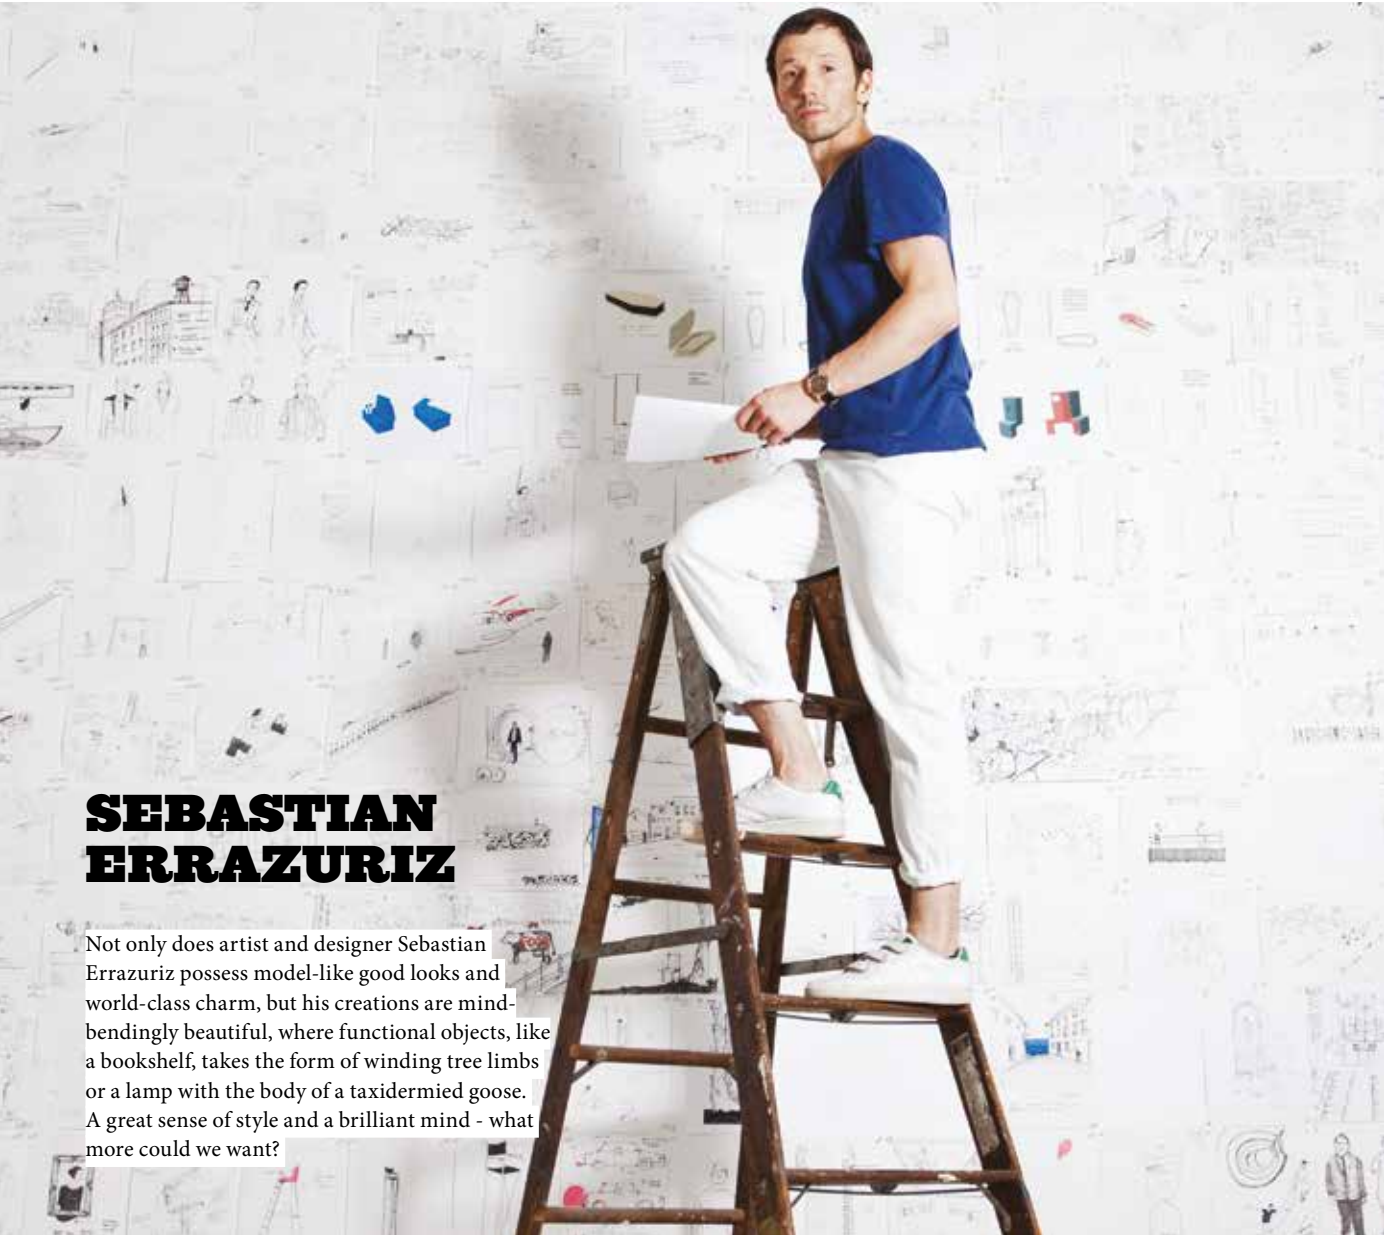 SEBASTIAN
ERRAZURIZ
Not only does artist and designer Sebastian
Errazuriz possess model-like good looks and
world-class charm, but his creations are mind-
bendingly beautiful, where functional objects, like
a bookshelf, takes the form of winding tree limbs
or a lamp with the body of a taxidermied goose.
A great sense of style and a brilliant mind - what
more could we want?